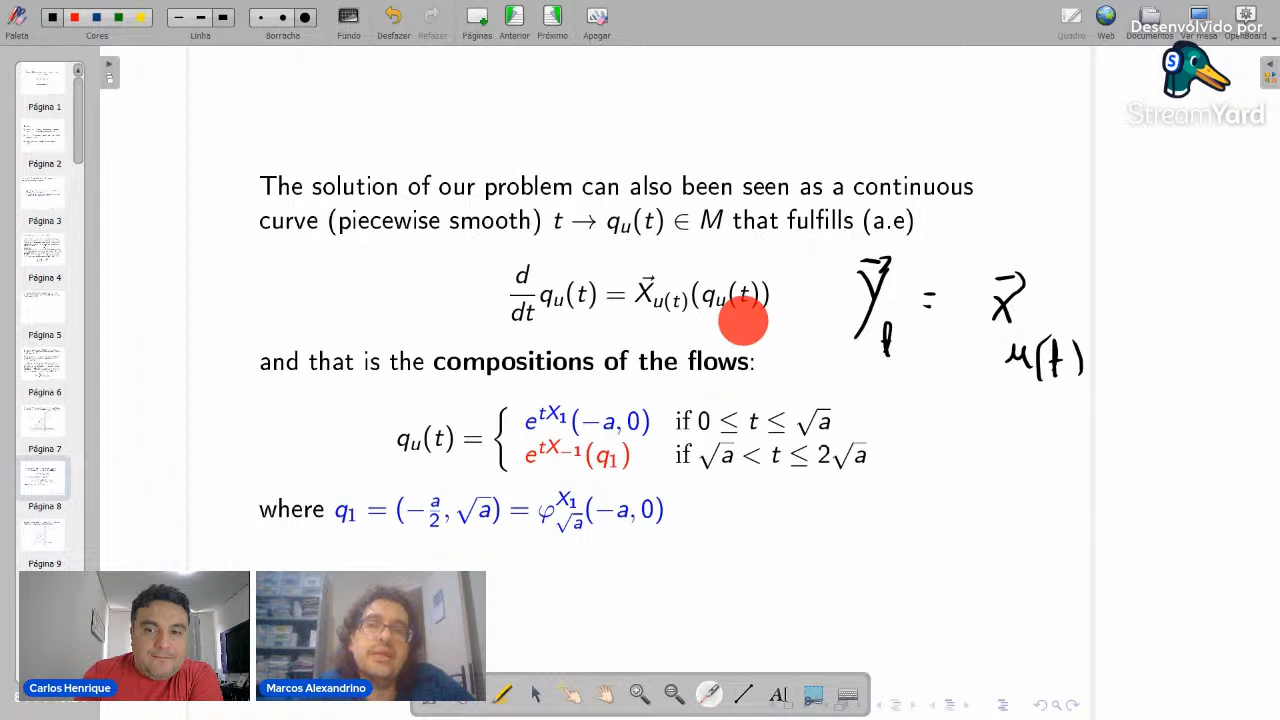 Paleta
Cores
Linha
Borracha
Fundo
Desfazer
Refazer
Páginas
Anterior
Próximo
Apagar
Quadro
Web
Documentos
Ver mesa
OpenBoard
Desenvolvido por
S
StreamYard
Página 1
Página 2
Página 3
Página 4
Página 5
Página 6
Página 7
Página 8
Página 9
The solution of our problem can also been seen as a continuous
curve (piecewise smooth) t → q_u(t) ∈ M that fulfills (a.e)
d/dt q_u(t) = X⃗_{u(t)}(q_u(t))
Y⃗_t = X⃗_{u(t)}
and that is the compositions of the flows:
q_u(t) = { e^{tX_1}(−a, 0) if 0 ≤ t ≤ √a
e^{tX_{−1}}(q_1) if √a < t ≤ 2√a
where q_1 = (−a/2, √a) = φ^{X_1}_{√a}(−a, 0)
Carlos Henrique
Marcos Alexandrino